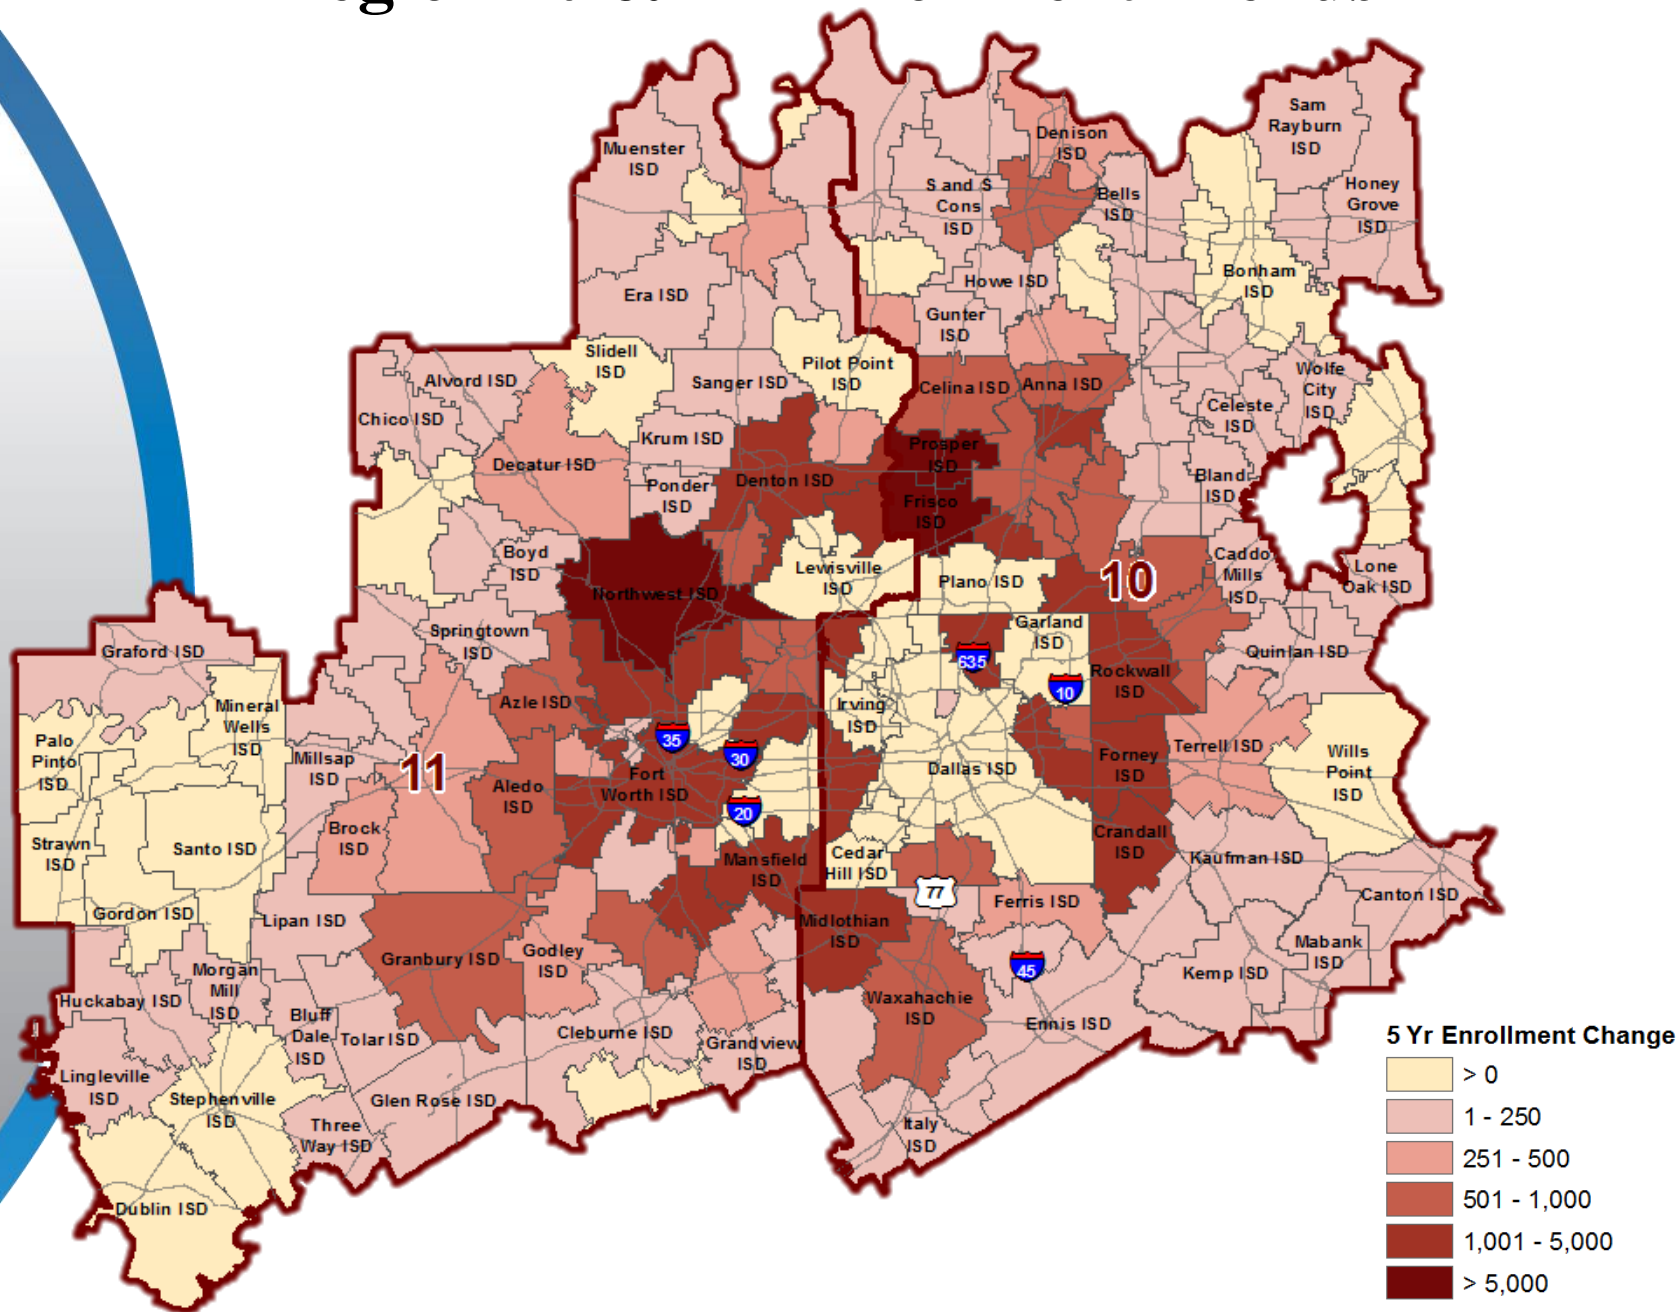 Sam
Rayburn
ISD
Denison
ISD
Muenster
ISD
S and S
Cons
ISD
Bells
ISD
Honey
Grove
ISD
Era ISD
Howe ISD
Bonham
ISD
Gunter
ISD
Slidell
ISD
Pilot Point
ISD
Alvord ISD
Sanger ISD
Celina ISD
Anna ISD
Wolfe
City
ISD
Chico ISD
Celeste
ISD
Krum ISD
Prosper
ISD
Decatur ISD
Denton ISD
Bland
ISD
Ponder
ISD
Frisco
ISD
Boyd
ISD
Lewisville
ISD
Plano ISD
10
Caddo
Mills
ISD
Lone
Oak ISD
Northwest ISD
Springtown
ISD
Garland
ISD
Graford ISD
635
Quinlan ISD
Rockwall
ISD
10
Azle ISD
Mineral
Wells
ISD
Irving
ISD
Palo
Pinto
ISD
35
30
Millsap
ISD
11
Terrell ISD
Wills
Point
ISD
Forney
ISD
Dallas ISD
Fort
Worth ISD
Aledo
ISD
20
Brock
ISD
Crandall
ISD
Strawn
ISD
Santo ISD
Mansfield
ISD
Cedar
Hill ISD
Kaufman ISD
77
Canton ISD
Gordon ISD
Lipan ISD
Ferris ISD
Midlothian
ISD
Granbury ISD
Godley
ISD
Mabank
ISD
45
Kemp ISD
Morgan
Mill
ISD
Huckabay ISD
Waxahachie
ISD
Bluff
Dale
ISD
Tolar ISD
Cleburne ISD
Ennis ISD
Grandview
ISD
Lingleville
ISD
Stephenville
ISD
Glen Rose ISD
Three
Way ISD
Italy
ISD
Dublin ISD
5 Yr Enrollment Change
> 0
1 - 250
251 - 500
501 - 1,000
1,001 - 5,000
> 5,000